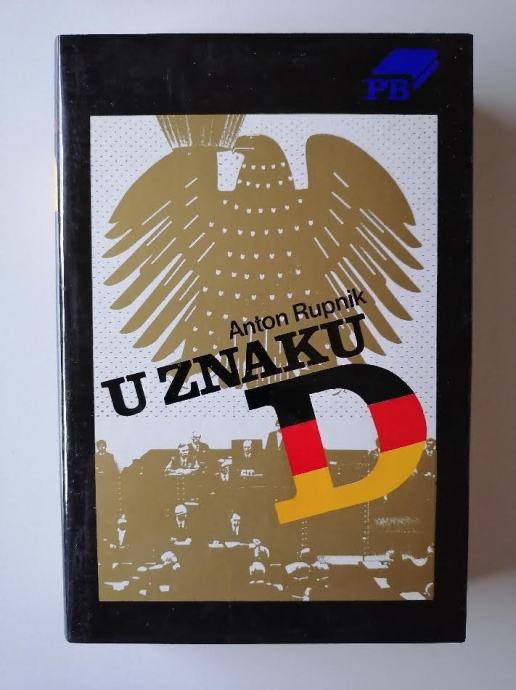 PB
Anton Rupnik
U ZNAKU
D